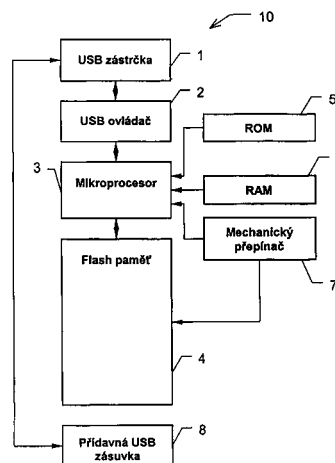 10
USB zástrčka
1
2
USB ovládač
5
ROM
3
Mikroprocesor
RAM
Mechanický
přepínač
7
Flash paměť
4
Přídavná USB
zásuvka
8